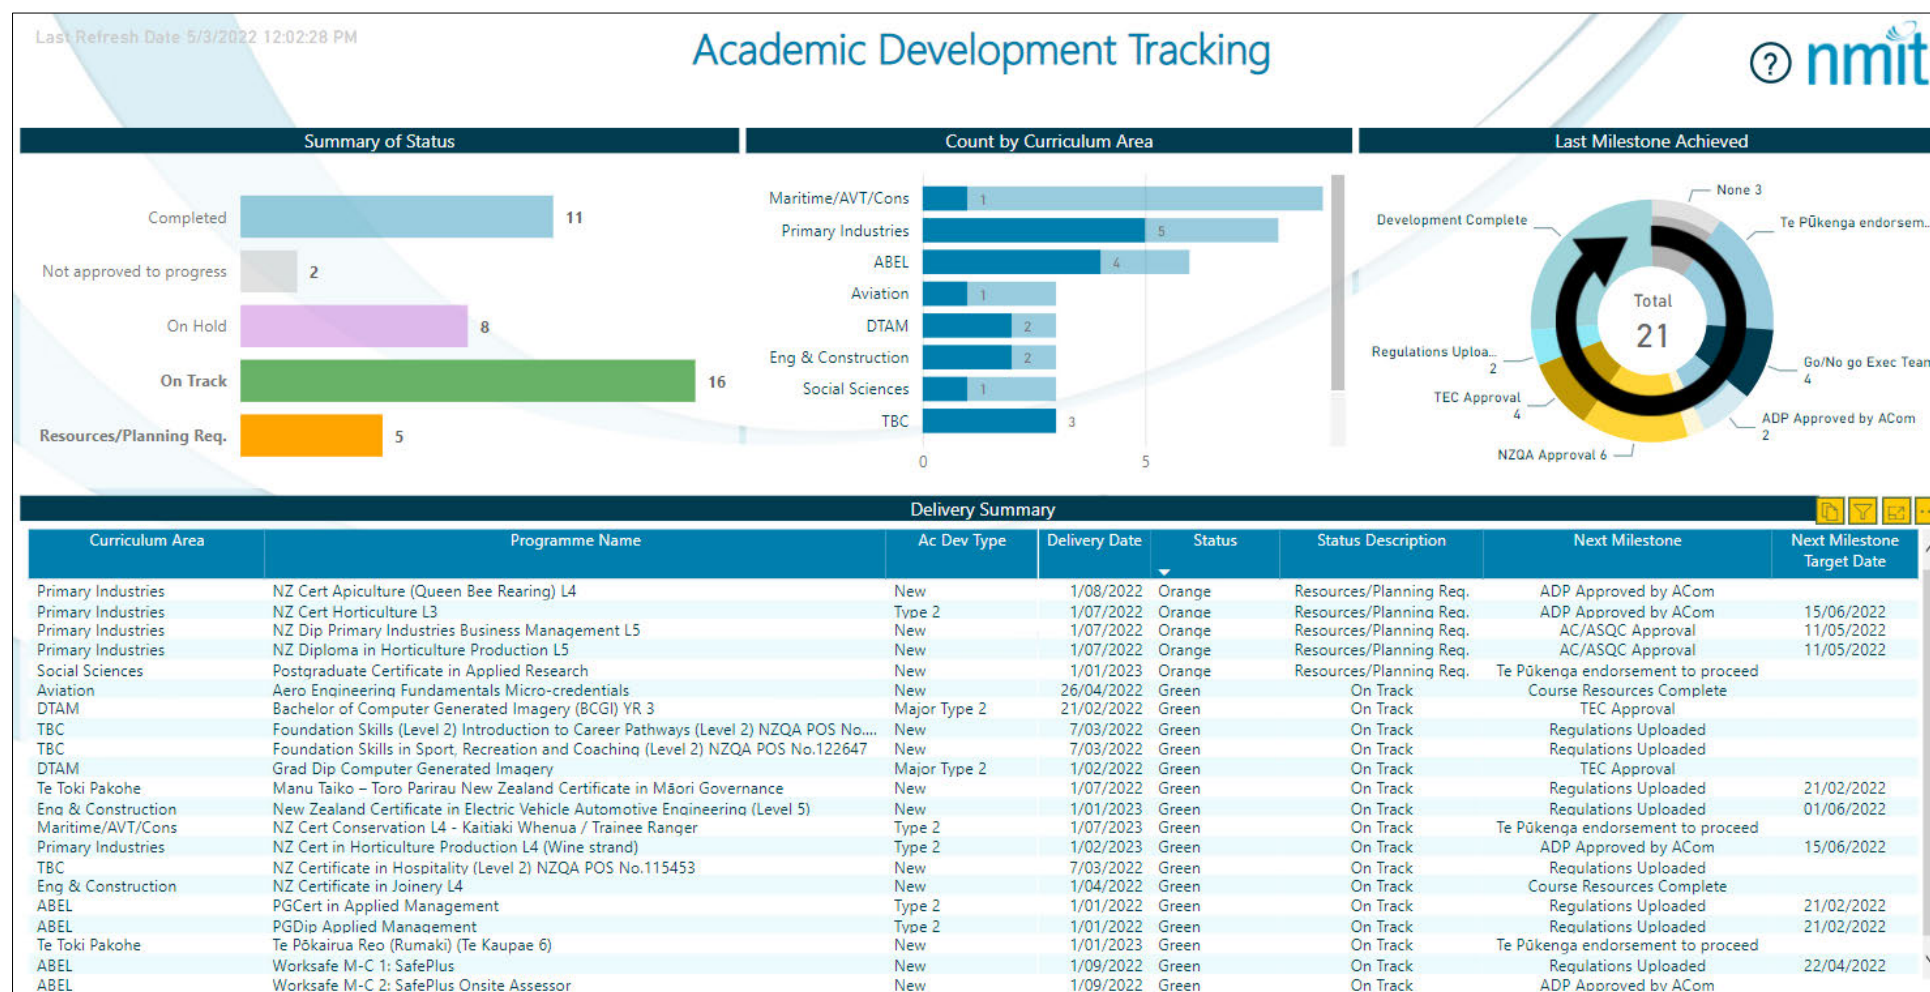 Last Refresh Date 5/3/2022 12:02:28 PM
Academic Development Tracking
? nmit
Summary of Status
Completed 11
Not approved to progress 2
On Hold 8
On Track 16
Resources/Planning Req. 5
Count by Curriculum Area
Maritime/AVT/Cons 1
Primary Industries 5
ABEL 4
Aviation 1
DTAM 2
Eng & Construction 2
Social Sciences 1
TBC 3
0 5
Last Milestone Achieved
None 3
Development Complete
Te Pūkenga endorsem...
Total
21
Regulations Uploa...
2
Go/No go Exec Team
4
TEC Approval
4
ADP Approved by ACom
2
NZQA Approval 6
Delivery Summary
Curriculum Area Programme Name Ac Dev Type Delivery Date Status Status Description Next Milestone Next Milestone
Target Date
Primary Industries NZ Cert Apiculture (Queen Bee Rearing) L4 New 1/08/2022 Orange Resources/Planning Req. ADP Approved by ACom
Primary Industries NZ Cert Horticulture L3 Type 2 1/07/2022 Orange Resources/Planning Req. ADP Approved by ACom 15/06/2022
Primary Industries NZ Dip Primary Industries Business Management L5 New 1/07/2022 Orange Resources/Planning Req. AC/ASQC Approval 11/05/2022
Primary Industries NZ Diploma in Horticulture Production L5 New 1/07/2022 Orange Resources/Planning Req. AC/ASQC Approval 11/05/2022
Social Sciences Postgraduate Certificate in Applied Research New 1/01/2023 Orange Resources/Planning Req. Te Pūkenga endorsement to proceed
Aviation Aero Engineering Fundamentals Micro-credentials New 26/04/2022 Green On Track Course Resources Complete
DTAM Bachelor of Computer Generated Imagery (BCGI) YR 3 Major Type 2 21/02/2022 Green On Track TEC Approval
TBC Foundation Skills (Level 2) Introduction to Career Pathways (Level 2) NZQA POS No.... New 7/03/2022 Green On Track Regulations Uploaded
TBC Foundation Skills in Sport, Recreation and Coaching (Level 2) NZQA POS No.122647 New 7/03/2022 Green On Track Regulations Uploaded
DTAM Grad Dip Computer Generated Imagery Major Type 2 1/02/2022 Green On Track TEC Approval
Te Toki Pakohe Manu Taiko – Toro Parirau New Zealand Certificate in Māori Governance New 1/07/2022 Green On Track Regulations Uploaded 21/02/2022
Eng & Construction New Zealand Certificate in Electric Vehicle Automotive Engineering (Level 5) New 1/01/2023 Green On Track Regulations Uploaded 01/06/2022
Maritime/AVT/Cons NZ Cert Conservation L4 - Kaitiaki Whenua / Trainee Ranger Type 2 1/07/2023 Green On Track Te Pūkenga endorsement to proceed
Primary Industries NZ Cert in Horticulture Production L4 (Wine strand) Type 2 1/02/2023 Green On Track ADP Approved by ACom 15/06/2022
TBC NZ Certificate in Hospitality (Level 2) NZQA POS No.115453 New 7/03/2022 Green On Track Regulations Uploaded
Eng & Construction NZ Certificate in Joinery L4 New 1/04/2022 Green On Track Course Resources Complete
ABEL PGCert in Applied Management Type 2 1/01/2022 Green On Track Regulations Uploaded 21/02/2022
ABEL PGDip Applied Management Type 2 1/01/2022 Green On Track Regulations Uploaded 21/02/2022
Te Toki Pakohe Te Pōkairua Reo (Rumaki) (Te Kaupae 6) New 1/01/2023 Green On Track Te Pūkenga endorsement to proceed
ABEL Worksafe M-C 1: SafePlus New 1/09/2022 Green On Track Regulations Uploaded 22/04/2022
ABEL Worksafe M-C 2: SafePlus Onsite Assessor New 1/09/2022 Green On Track ADP Approved by ACom